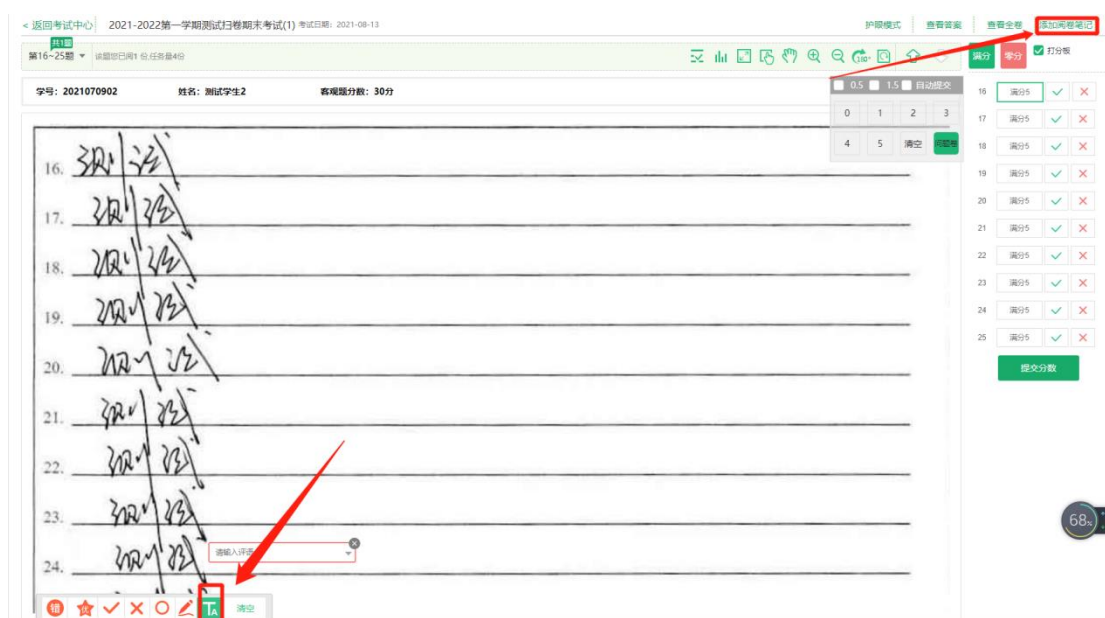 < 返回考试中心 2021-2022第一学期测试扫卷期末考试(1) 考试日期: 2021-08-13 护眼模式 查看答案 查看全卷 添加阅卷笔记
共1题
第16~25题 该题您已阅1 份,任务量4份 满分 零分 打分板
学号: 2021070902 姓名: 测试学生2 客观题分数: 30分
0.5 1.5 自动提交
0 1 2 3
4 5 清空 问题卷
16 满分5
17 满分5
18 满分5
19 满分5
20 满分5
21 满分5
22 满分5
23 满分5
24 满分5
25 满分5
提交分数
16. 测试
17. 测试
18. 测试
19. 测试
20. 测试
21. 测试
22. 测试
23. 测试
24. 测试
请输入评语
错 优 TA 清空
68%